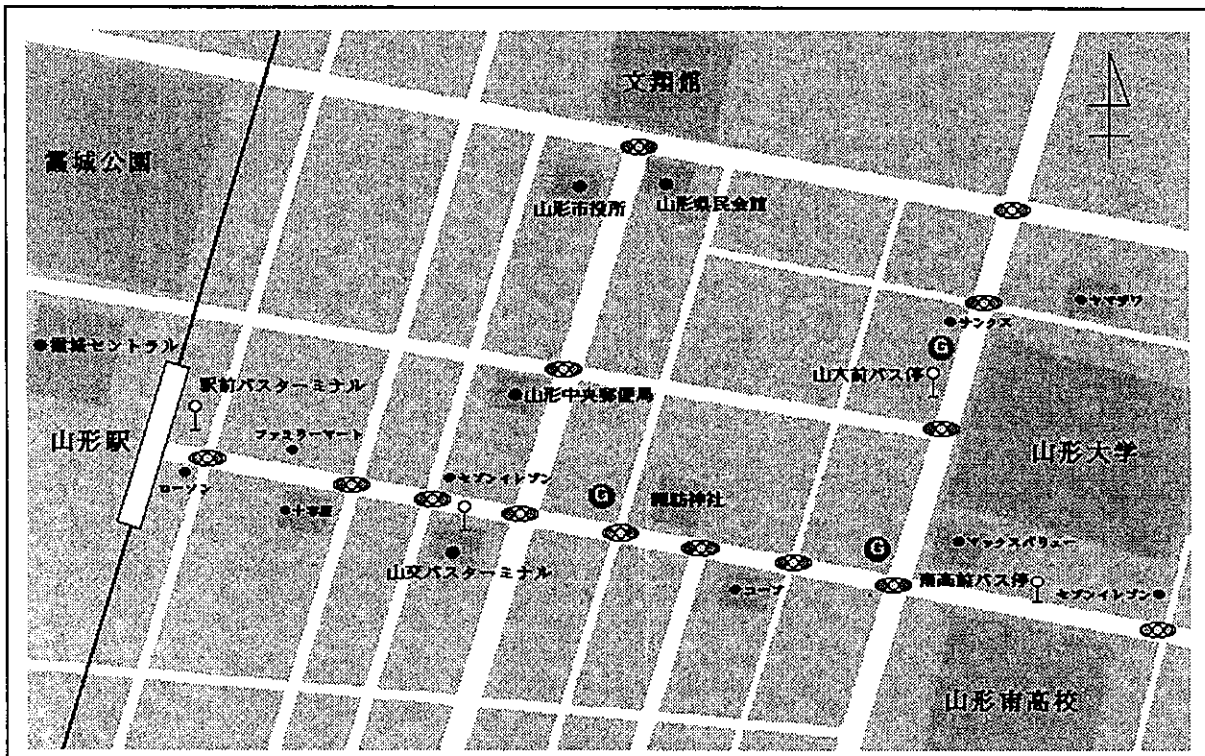 文翔館
霞城公園
山形市役所
山形県民会館
ヤマザワ
サンクス
G
霞城セントラル
山大前バス停
駅前バスターミナル
山形中央郵便局
山形駅
ファミリーマート
山形大学
ローソン
セブンイレブン
G
諏訪神社
十字屋
G
マックスバリュー
山交バスターミナル
コープ
南高前バス停
セブンイレブン
山形南高校